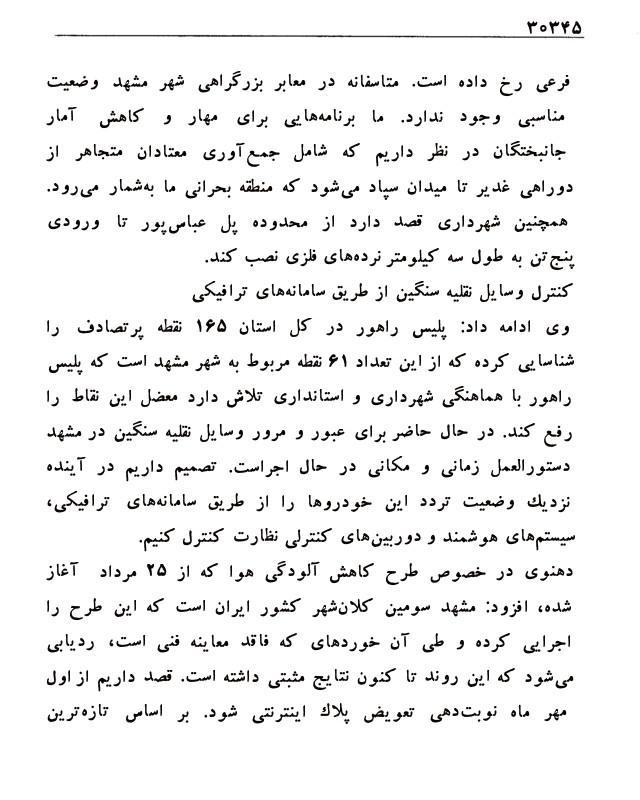 ۳۰۳۴۵
فرعی رخ داده است. متاسفانه در معابر بزرگراهی شهر مشهد وضعیت
مناسبی وجود ندارد. ما برنامه‌هایی برای مهار و کاهش آمار
جانبختگان در نظر داریم که شامل جمع‌آوری معتادان متجاهر از
دوراهی غدیر تا میدان سپاد می‌شود که منطقه بحرانی ما به‌شمار می‌رود.
همچنین شهرداری قصد دارد از محدوده پل عباس‌پور تا ورودی
پنج‌تن به طول سه کیلومتر نرده‌های فلزی نصب کند.
کنترل وسایل نقلیه سنگین از طریق سامانه‌های ترافیکی
وی ادامه داد: پلیس راهور در کل استان ۱۶۵ نقطه پرتصادف را
شناسایی کرده که از این تعداد ۶۱ نقطه مربوط به شهر مشهد است که پلیس
راهور با هماهنگی شهرداری و استانداری تلاش دارد معضل این نقاط را
رفع کند. در حال حاضر برای عبور و مرور وسایل نقلیه سنگین در مشهد
دستورالعمل زمانی و مکانی در حال اجراست. تصمیم داریم در آینده
نزدیك وضعیت تردد این خودروها را از طریق سامانه‌های ترافیکی،
سیستم‌های هوشمند و دوربین‌های کنترلی نظارت کنترل کنیم.
دهنوی در خصوص طرح کاهش آلودگی هوا که از ۲۵ مرداد آغاز
شده، افزود: مشهد سومین کلان‌شهر کشور ایران است که این طرح را
اجرایی کرده و طی آن خوردهای که فاقد معاینه فنی است، ردیابی
می‌شود که این روند تا کنون نتایج مثبتی داشته است. قصد داریم از اول
مهر ماه نوبت‌دهی تعویض پلاك اینترنتی شود. بر اساس تازه‌ترین